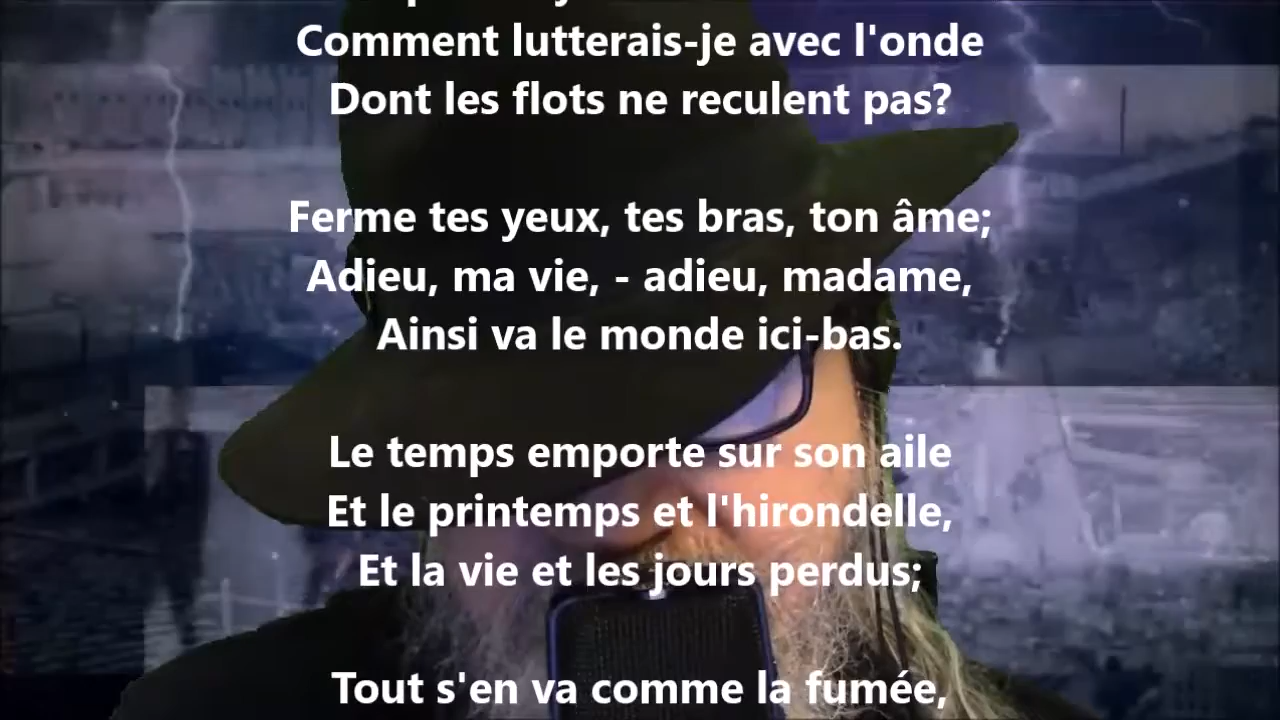 Comment lutterais-je avec l'onde
Dont les flots ne reculent pas?
Ferme tes yeux, tes bras, ton âme;
Adieu, ma vie, - adieu, madame,
Ainsi va le monde ici-bas.
Le temps emporte sur son aile
Et le printemps et l'hirondelle,
Et la vie et les jours perdus;
Tout s'en va comme la fumée,